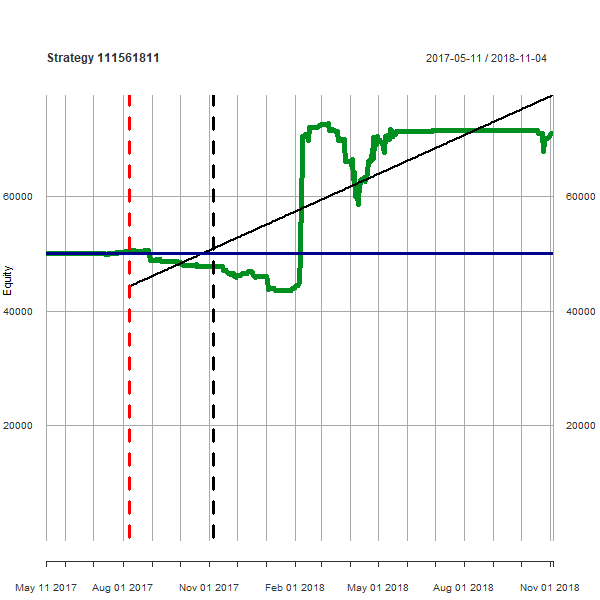 Strategy 111561811 2017-05-11 / 2018-11-04
60000 60000
Equity
40000 40000
20000 20000
May 11 2017 Aug 01 2017 Nov 01 2017 Feb 01 2018 May 01 2018 Aug 01 2018 Nov 01 2018